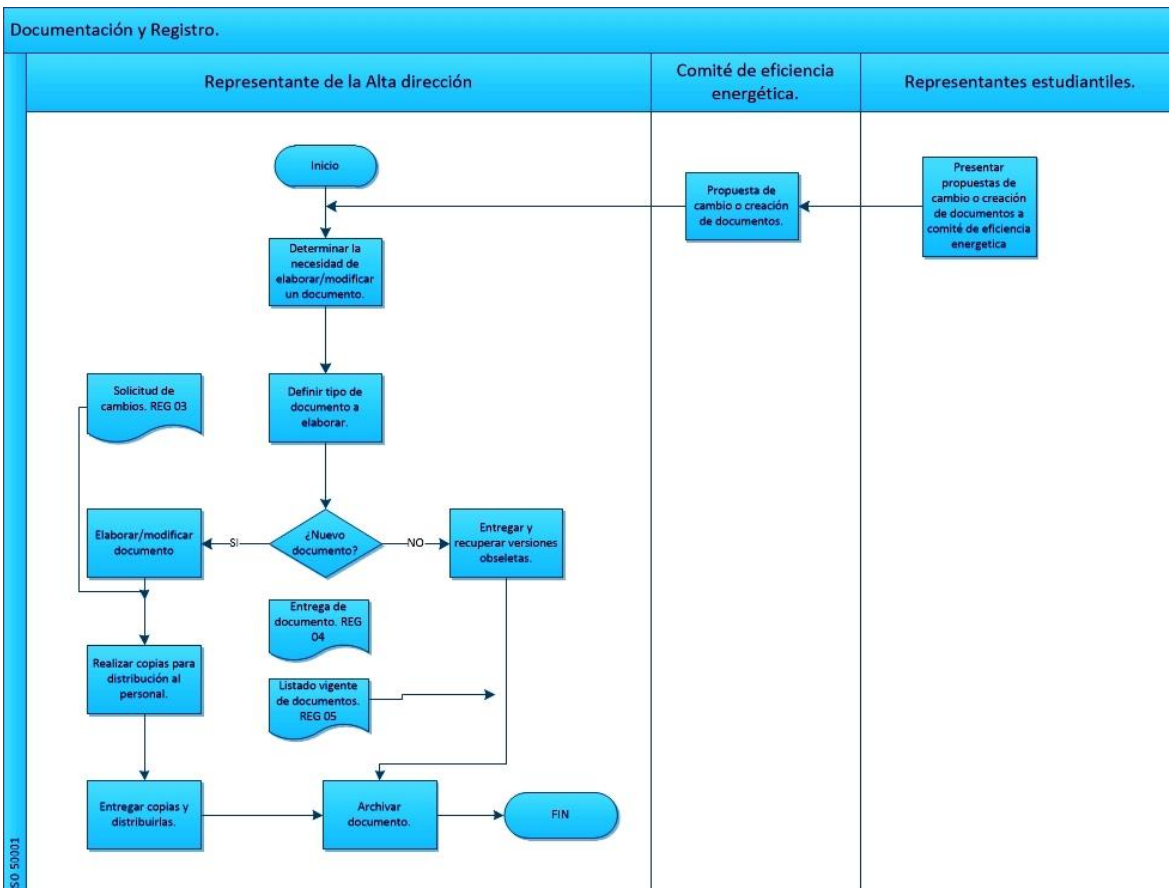 Documentación y Registro.
Representante de la Alta dirección
Comité de eficiencia
energética.
Representantes estudiantiles.
Inicio
Propuesta de
cambio o creación
de documentos.
Presentar
propuestas de
cambio o creación
de documentos a
comité de eficiencia
energetica
Determinar la
necesidad de
elaborar/modificar
un documento.
Solicitud de
cambios. REG 03
Definir tipo de
documento a
elaborar.
Elaborar/modificar
documento
SI
¿Nuevo
documento?
NO
Entregar y
recuperar versiones
obseletas.
Entrega de
documento. REG
04
Realizar copias para
distribución al
personal.
Listado vigente
de documentos.
REG 05
Entregar copias y
distribuirlas.
Archivar
documento.
FIN
SO 50001